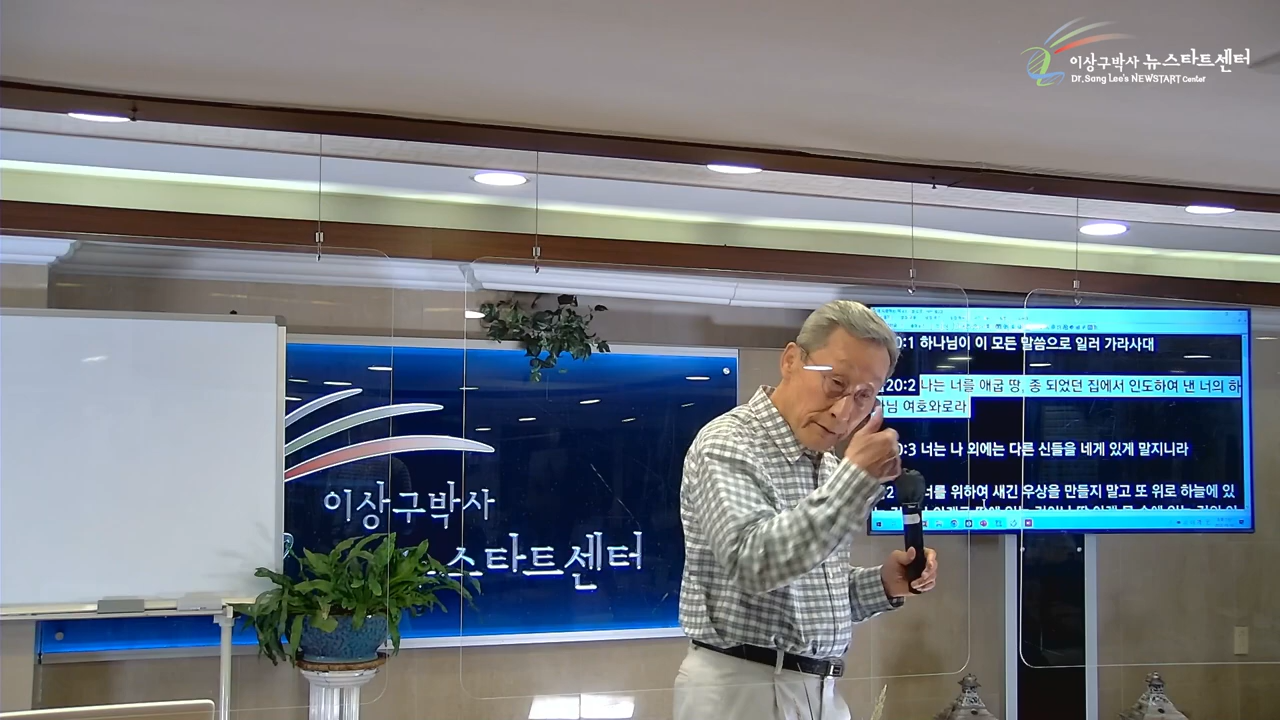 이상구박사 뉴스타트센터
Dr. Sang Lee's NEWSTART Center
0:1 하나님이 이 모든 말씀으로 일러 가라사대
20:2 나는 너를 애굽 땅, 종 되었던 집에서 인도하여 낸 너의 하
나님 여호와로라
0:3 너는 나 외에는 다른 신들을 네게 있게 말지니라
너를 위하여 새긴 우상을 만들지 말고 또 위로 하늘에 있
이상구박사
스타트센터